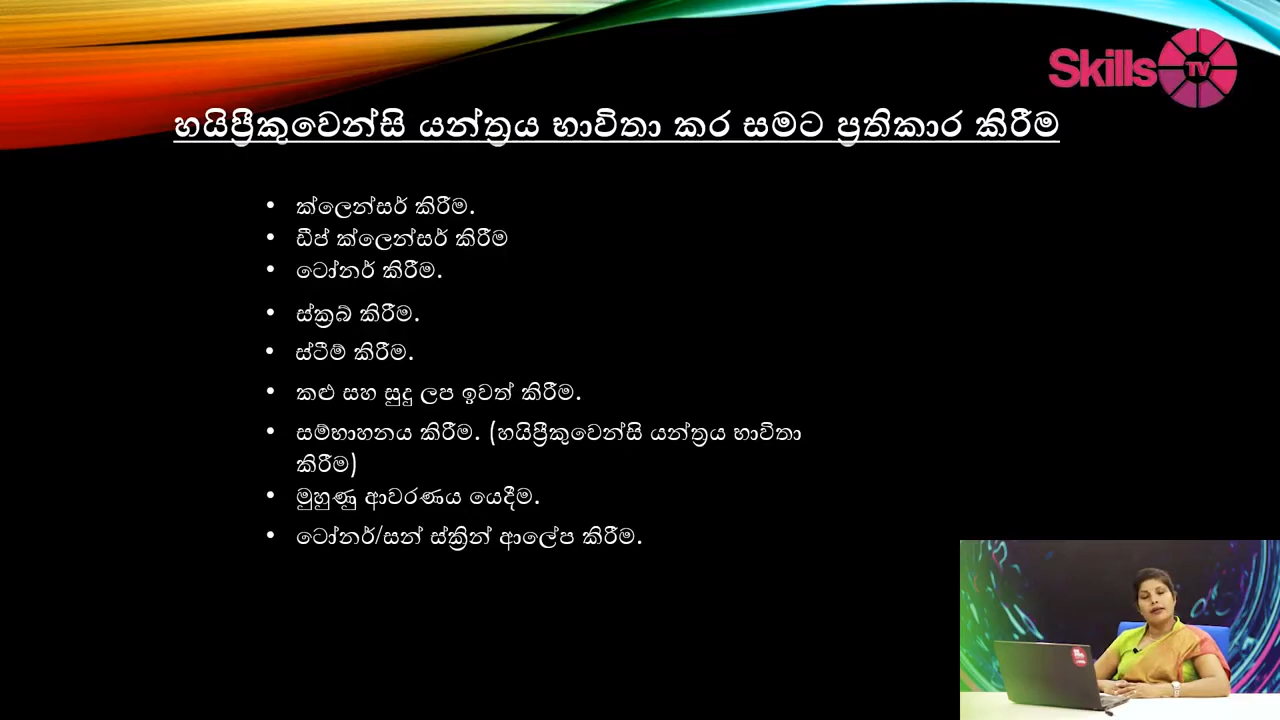 Skills TV
හයිප්‍රීකුවෙන්සි යන්ත්‍රය භාවිතා කර සමට ප්‍රතිකාර කිරීම
• ක්ලෙන්සර් කිරීම.
• ඩීප් ක්ලෙන්සර් කිරීම
• ටෝනර් කිරීම.
• ස්ක්‍රබ් කිරීම.
• ස්ටීම් කිරීම.
• කළු සහ සුදු ලප ඉවත් කිරීම.
• සම්භාහනය කිරීම. (හයිප්‍රීකුවෙන්සි යන්ත්‍රය භාවිතා
කිරීම)
• මුහුණු ආවරණය යෙදීම.
• ටෝනර්/සන් ස්ක්‍රින් ආලේප කිරීම.